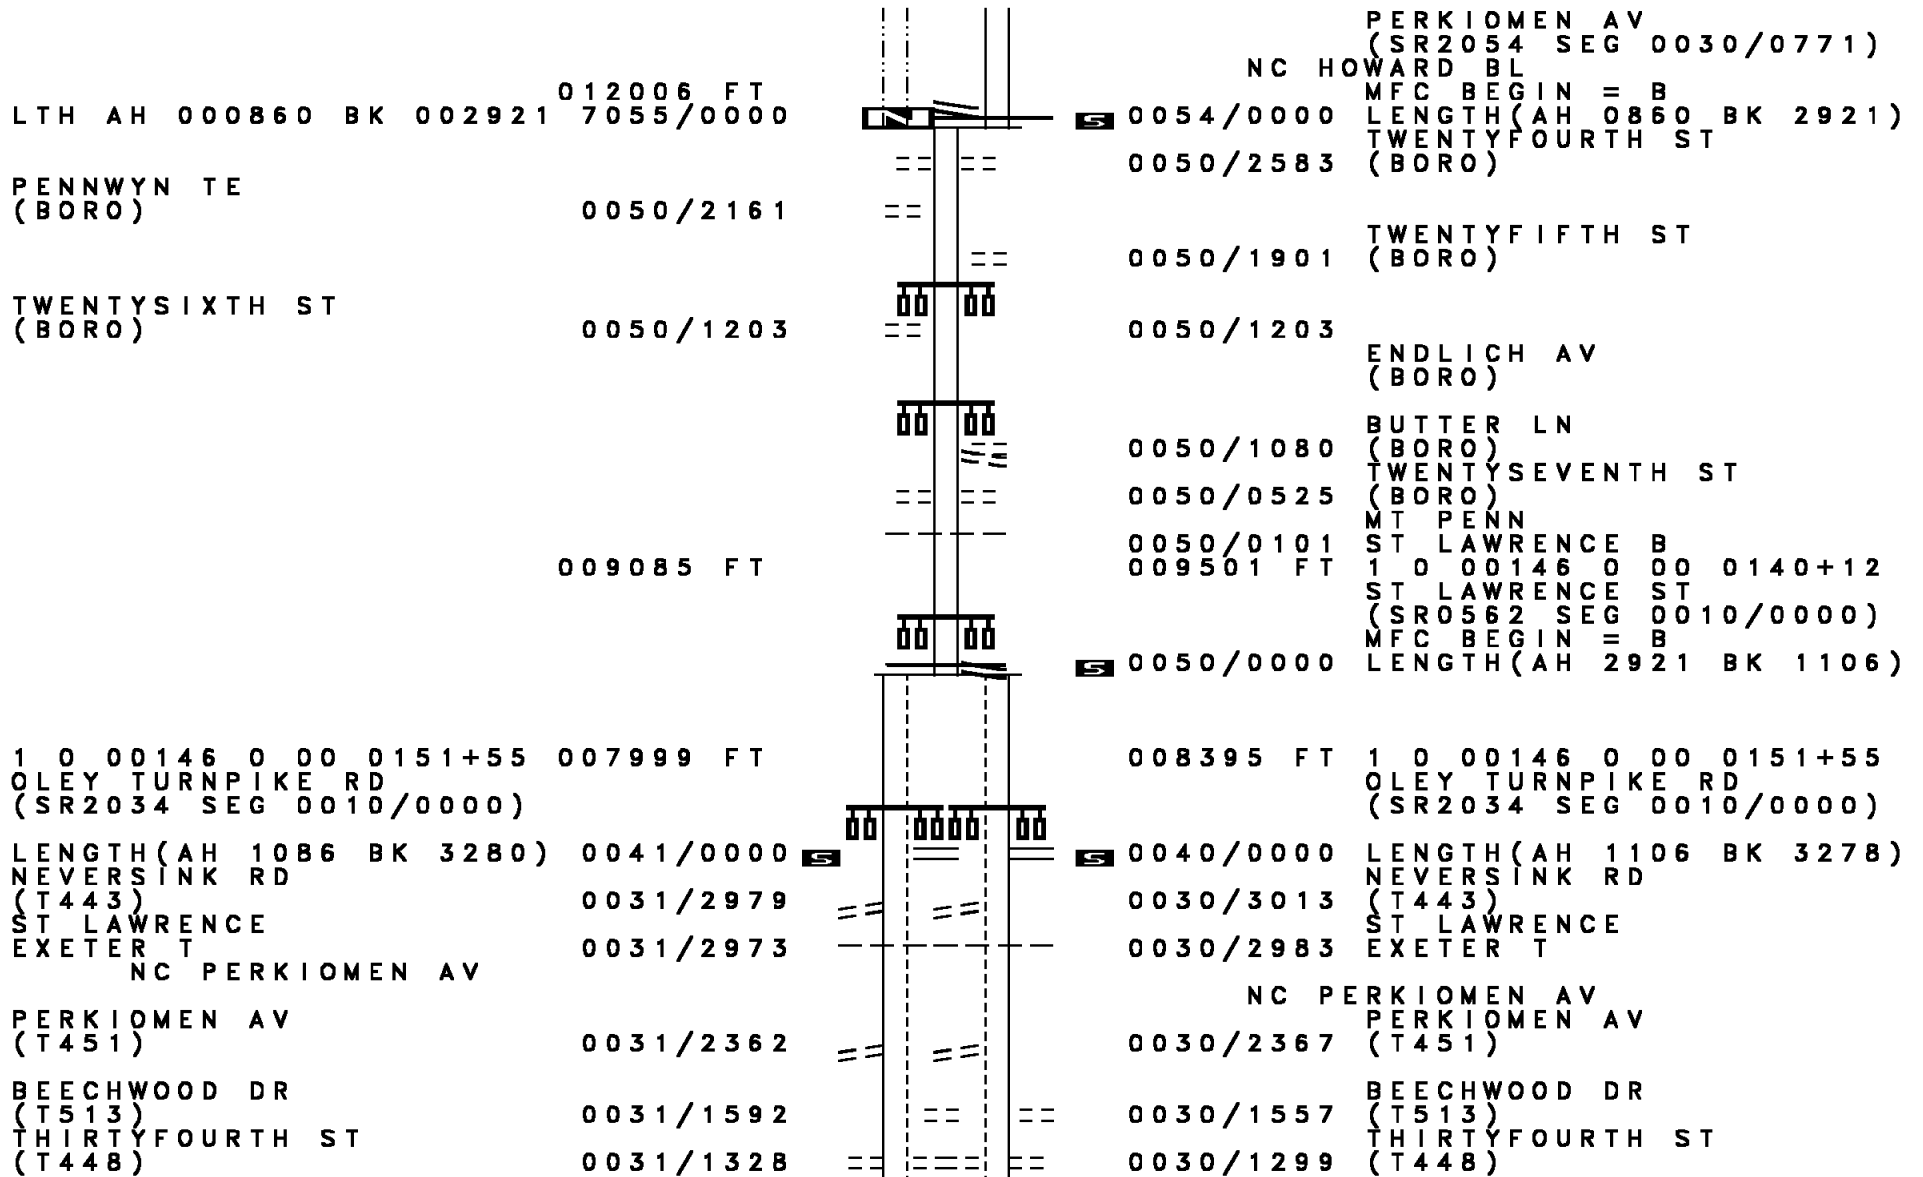 PERKIOMEN AV
(SR2054 SEG 0030/0771)
NC HOWARD BL
012006 FT MFC BEGIN = B
LTH AH 000860 BK 002921 7055/0000 S 0054/0000 LENGTH(AH 0860 BK 2921)
TWENTYFOURTH ST
0050/2583 (BORO)
PENNWYN TE
(BORO) 0050/2161
TWENTYFIFTH ST
0050/1901 (BORO)
TWENTYSIXTH ST
(BORO) 0050/1203 0050/1203
ENDLICH AV
(BORO)
BUTTER LN
0050/1080 (BORO)
TWENTYSEVENTH ST
0050/0525 (BORO)
MT PENN
0050/0101 ST LAWRENCE B
009085 FT 009501 FT 1 0 00146 0 00 0140+12
ST LAWRENCE ST
(SR0562 SEG 0010/0000)
MFC BEGIN = B
S 0050/0000 LENGTH(AH 2921 BK 1106)
1 0 00146 0 00 0151+55 007999 FT 008395 FT 1 0 00146 0 00 0151+55
OLEY TURNPIKE RD OLEY TURNPIKE RD
(SR2034 SEG 0010/0000) (SR2034 SEG 0010/0000)
LENGTH(AH 1086 BK 3280) 0041/0000 S S 0040/0000 LENGTH(AH 1106 BK 3278)
NEVERSINK RD NEVERSINK RD
(T443) 0031/2979 0030/3013 (T443)
ST LAWRENCE ST LAWRENCE
EXETER T 0031/2973 0030/2983 EXETER T
NC PERKIOMEN AV
NC PERKIOMEN AV
PERKIOMEN AV PERKIOMEN AV
(T451) 0031/2362 0030/2367 (T451)
BEECHWOOD DR BEECHWOOD DR
(T513) 0031/1592 0030/1557 (T513)
THIRTYFOURTH ST THIRTYFOURTH ST
(T448) 0031/1328 0030/1299 (T448)